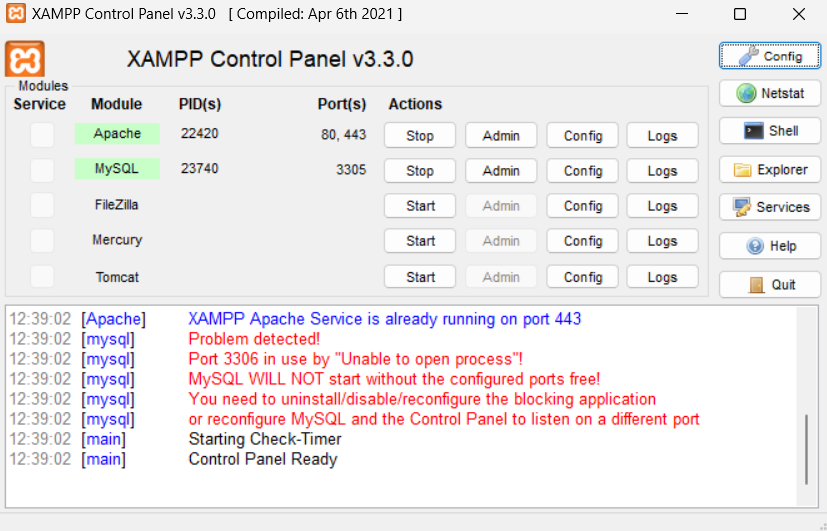 XAMPP Control Panel v3.3.0 [ Compiled: Apr 6th 2021 ]
XAMPP Control Panel v3.3.0
Config
Modules
Service Module PID(s) Port(s) Actions
Netstat
Apache 22420 80, 443 Stop Admin Config Logs
Shell
MySQL 23740 3305 Stop Admin Config Logs
Explorer
FileZilla Start Admin Config Logs
Services
Mercury Start Admin Config Logs
Help
Tomcat Start Admin Config Logs
Quit
12:39:02 [Apache] XAMPP Apache Service is already running on port 443
12:39:02 [mysql] Problem detected!
12:39:02 [mysql] Port 3306 in use by "Unable to open process"!
12:39:02 [mysql] MySQL WILL NOT start without the configured ports free!
12:39:02 [mysql] You need to uninstall/disable/reconfigure the blocking application
12:39:02 [mysql] or reconfigure MySQL and the Control Panel to listen on a different port
12:39:02 [main] Starting Check-Timer
12:39:02 [main] Control Panel Ready